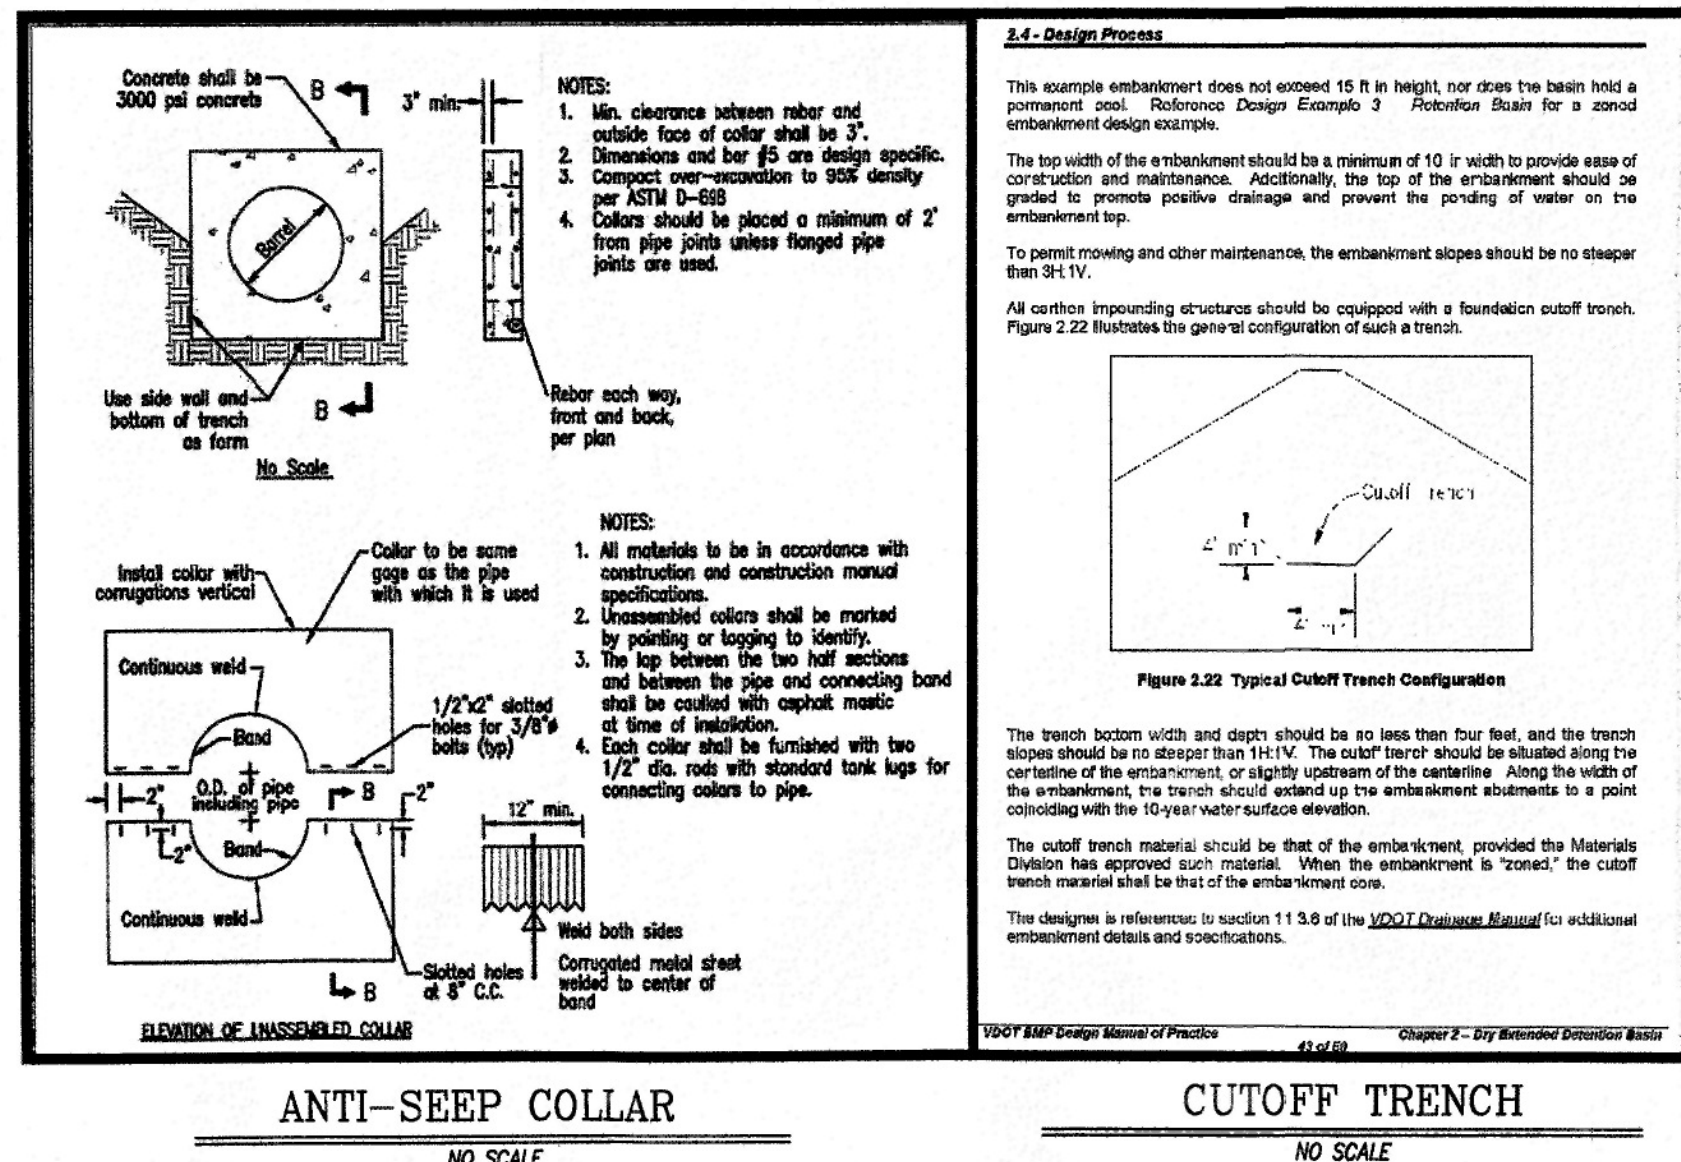 Concrete shall be
3000 psi concrete
B
3" min.
Barrel
Use side wall and
bottom of trench
as form
B
No Scale
Rebar each way,
front and back,
per plan
NOTES:
1. Min. clearance between rebar and
outside face of collar shall be 3".
2. Dimensions and bar #5 are design specific.
3. Compact over-excavation to 95% density
per ASTM D-698
4. Collars should be placed a minimum of 2'
from pipe joints unless flanged pipe
joints are used.
Install collar with
corrugations vertical
Collar to be same
gage as the pipe
with which it is used
Continuous weld
Band
1/2"x2" slotted
holes for 3/8"ø
bolts (typ)
O.D. of pipe
including pipe
2"
B
2"
2"
Band
Continuous weld
Slotted holes
at 8" C.C.
B
ELEVATION OF UNASSEMBLED COLLAR
NOTES:
1. All materials to be in accordance with
construction and construction manual
specifications.
2. Unassembled collars shall be marked
by painting or tagging to identify.
3. The lap between the two half sections
and between the pipe and connecting band
shall be caulked with asphalt mastic
at time of installation.
4. Each collar shall be furnished with two
1/2" dia. rods with standard tank lugs for
connecting collars to pipe.
12" min.
Weld both sides
Corrugated metal sheet
welded to center of
band
ANTI-SEEP COLLAR
NO SCALE
2.4 - Design Process
This example embankment does not exceed 15 ft in height, nor does the basin hold a
permanent pool. Reference Design Example 3 Retention Basin for a zoned
embankment design example.
The top width of the embankment should be a minimum of 10 in width to provide ease of
construction and maintenance. Additionally, the top of the embankment should be
graded to promote positive drainage and prevent the ponding of water on the
embankment top.
To permit mowing and other maintenance, the embankment slopes should be no steeper
than 3H:1V.
All earthen impounding structures should be equipped with a foundation cutoff trench.
Figure 2.22 illustrates the general configuration of such a trench.
Cutoff Trench
4' min
Figure 2.22 Typical Cutoff Trench Configuration
The trench bottom width and depth should be no less than four feet, and the trench
slopes should be no steeper than 1H:1V. The cutoff trench should be situated along the
centerline of the embankment, or slightly upstream of the centerline Along the width of
the embankment, the trench should extend up the embankment abutments to a point
coinciding with the 10-year water surface elevation.
The cutoff trench material should be that of the embankment, provided the Materials
Division has approved such material. When the embankment is "zoned," the cutoff
trench material shall be that of the embankment core.
The designer is referenced to section 11.3.6 of the VDOT Drainage Manual for additional
embankment details and specifications.
VDOT BMP Design Manual of Practice
Chapter 2 – Dry Extended Detention Basin
43 of 60
CUTOFF TRENCH
NO SCALE